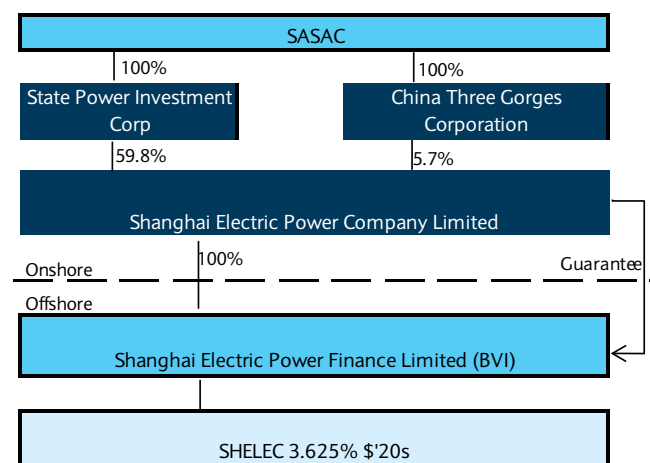 SASAC
100%
100%
State Power Investment
Corp
China Three Gorges
Corporation
59.8%
5.7%
Shanghai Electric Power Company Limited
100%
Guarantee
Onshore
Offshore
Shanghai Electric Power Finance Limited (BVI)
SHELEC 3.625% $'20s